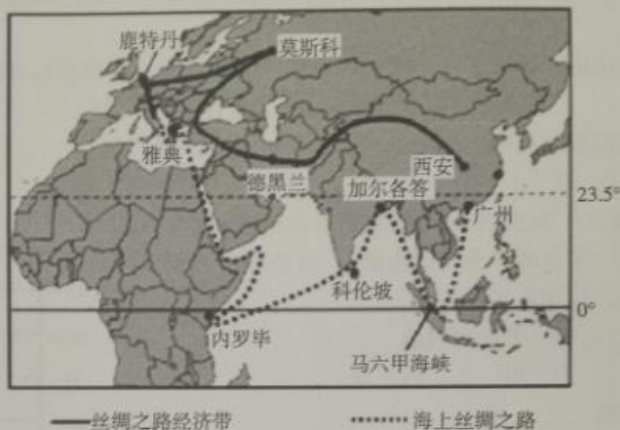 鹿特丹
莫斯科
雅典
德黑兰
西安
加尔各答
23.5°
广州
科伦坡
0°
内罗毕
马六甲海峡
丝绸之路经济带
海上丝绸之路